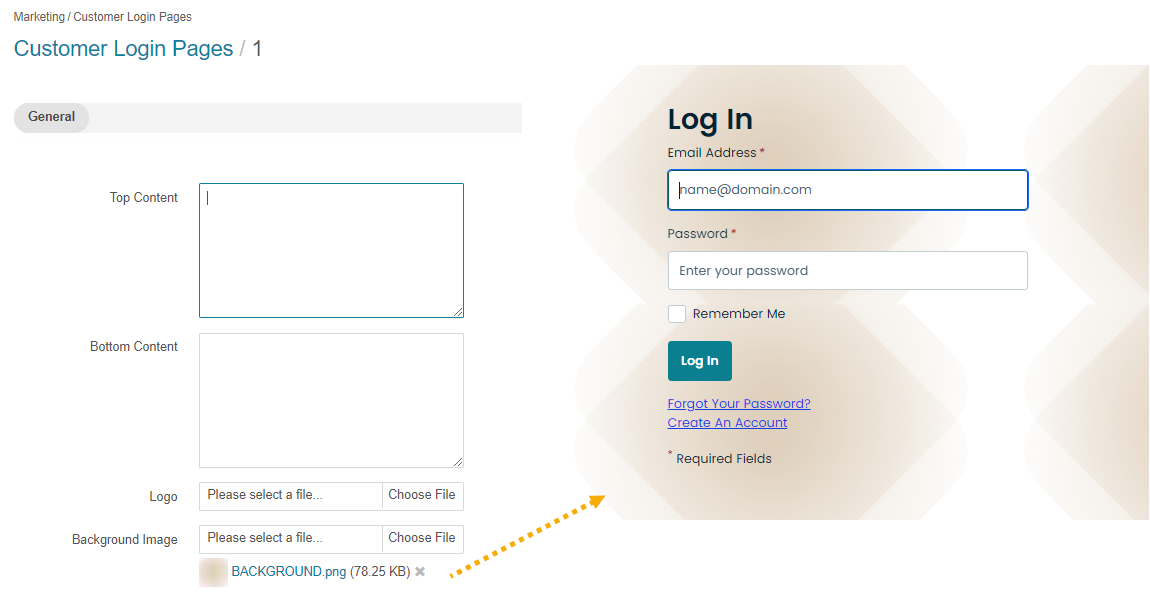 Marketing / Customer Login Pages
Customer Login Pages / 1
General
Top Content
Bottom Content
Logo
Please select a file...
Choose File
Background Image
Please select a file...
Choose File
BACKGROUND.png (78.25 KB) ✖
Log In
Email Address *
name@domain.com
Password *
Enter your password
Remember Me
Log In
Forgot Your Password?
Create An Account
* Required Fields